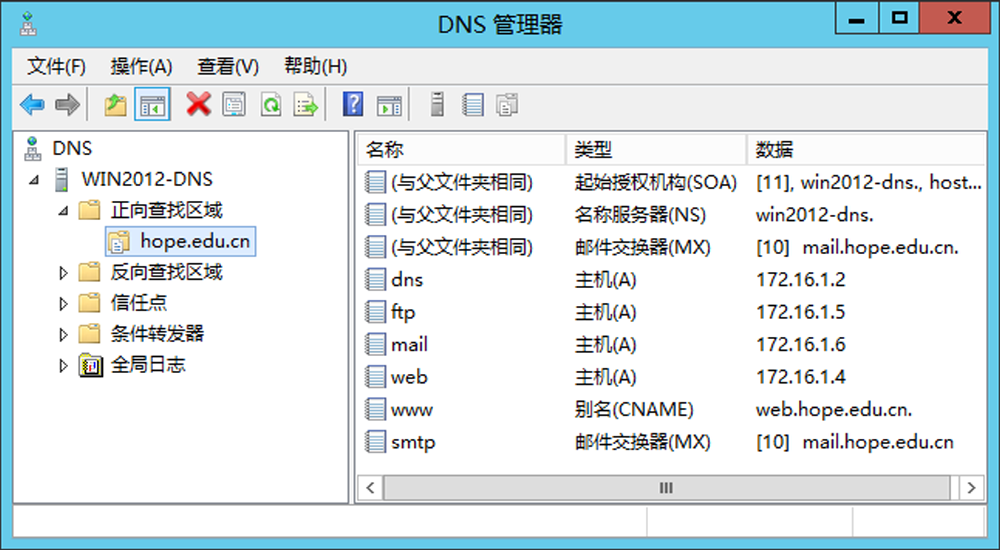 DNS 管理器
文件(F) 操作(A) 查看(V) 帮助(H)
DNS
WIN2012-DNS
正向查找区域
hope.edu.cn
反向查找区域
信任点
条件转发器
全局日志
名称 类型 数据
(与父文件夹相同) 起始授权机构(SOA) [11], win2012-dns., host...
(与父文件夹相同) 名称服务器(NS) win2012-dns.
(与父文件夹相同) 邮件交换器(MX) [10] mail.hope.edu.cn.
dns 主机(A) 172.16.1.2
ftp 主机(A) 172.16.1.5
mail 主机(A) 172.16.1.6
web 主机(A) 172.16.1.4
www 别名(CNAME) web.hope.edu.cn.
smtp 邮件交换器(MX) [10] mail.hope.edu.cn